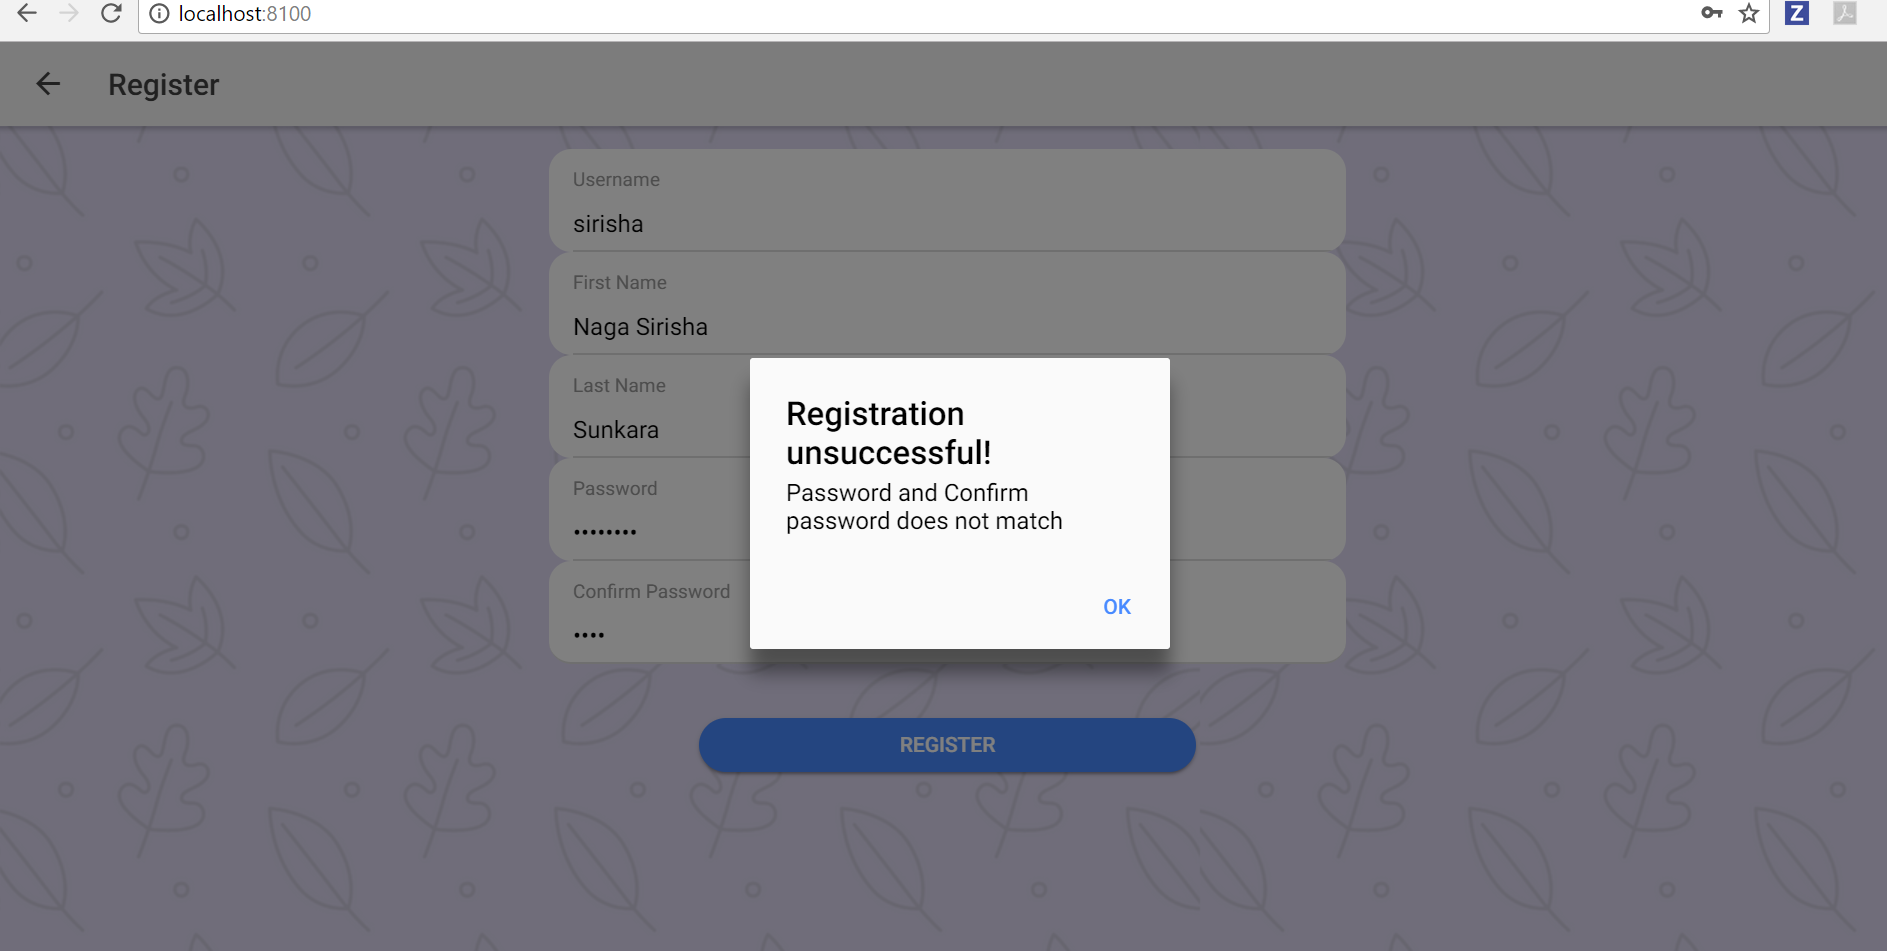 localhost:8100
Z
Register
Username
sirisha
First Name
Naga Sirisha
Last Name
Sunkara
Password
••••••••
Confirm Password
••••
Registration
unsuccessful!
Password and Confirm
password does not match
OK
REGISTER